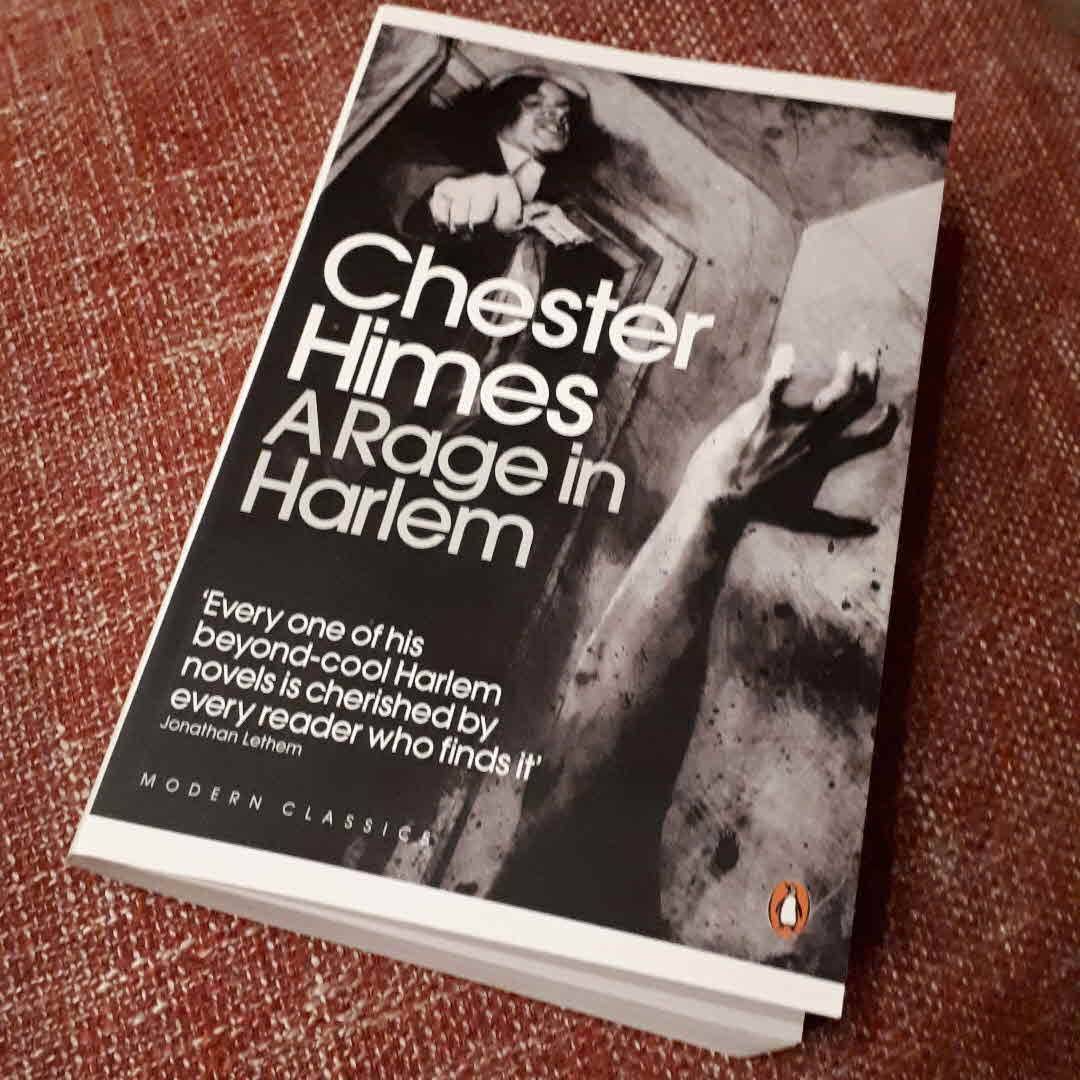 Chester
Himes
A Rage in
Harlem
'Every one of his
beyond-cool Harlem
novels is cherished by
every reader who finds it'
Jonathan Lethem
MODERN CLASSICS